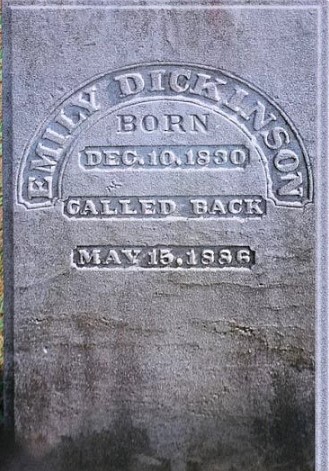 EMILY DICKINSON
BORN
DEC. 10, 1830
CALLED BACK
MAY 15, 1886